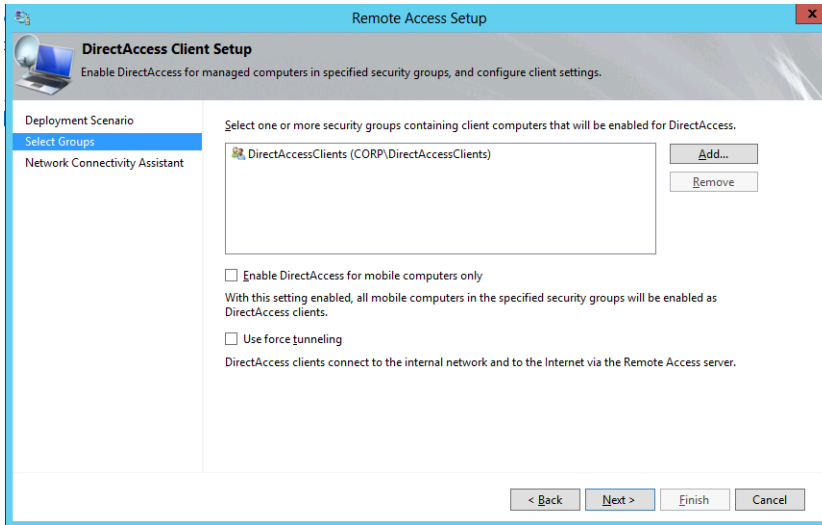 Remote Access Setup
x
DirectAccess Client Setup
Enable DirectAccess for managed computers in specified security groups, and configure client settings.
Deployment Scenario
Select Groups
Network Connectivity Assistant
Select one or more security groups containing client computers that will be enabled for DirectAccess.
DirectAccessClients (CORP\DirectAccessClients)
Add...
Remove
Enable DirectAccess for mobile computers only
With this setting enabled, all mobile computers in the specified security groups will be enabled as
DirectAccess clients.
Use force tunneling
DirectAccess clients connect to the internal network and to the Internet via the Remote Access server.
< Back
Next >
Finish
Cancel